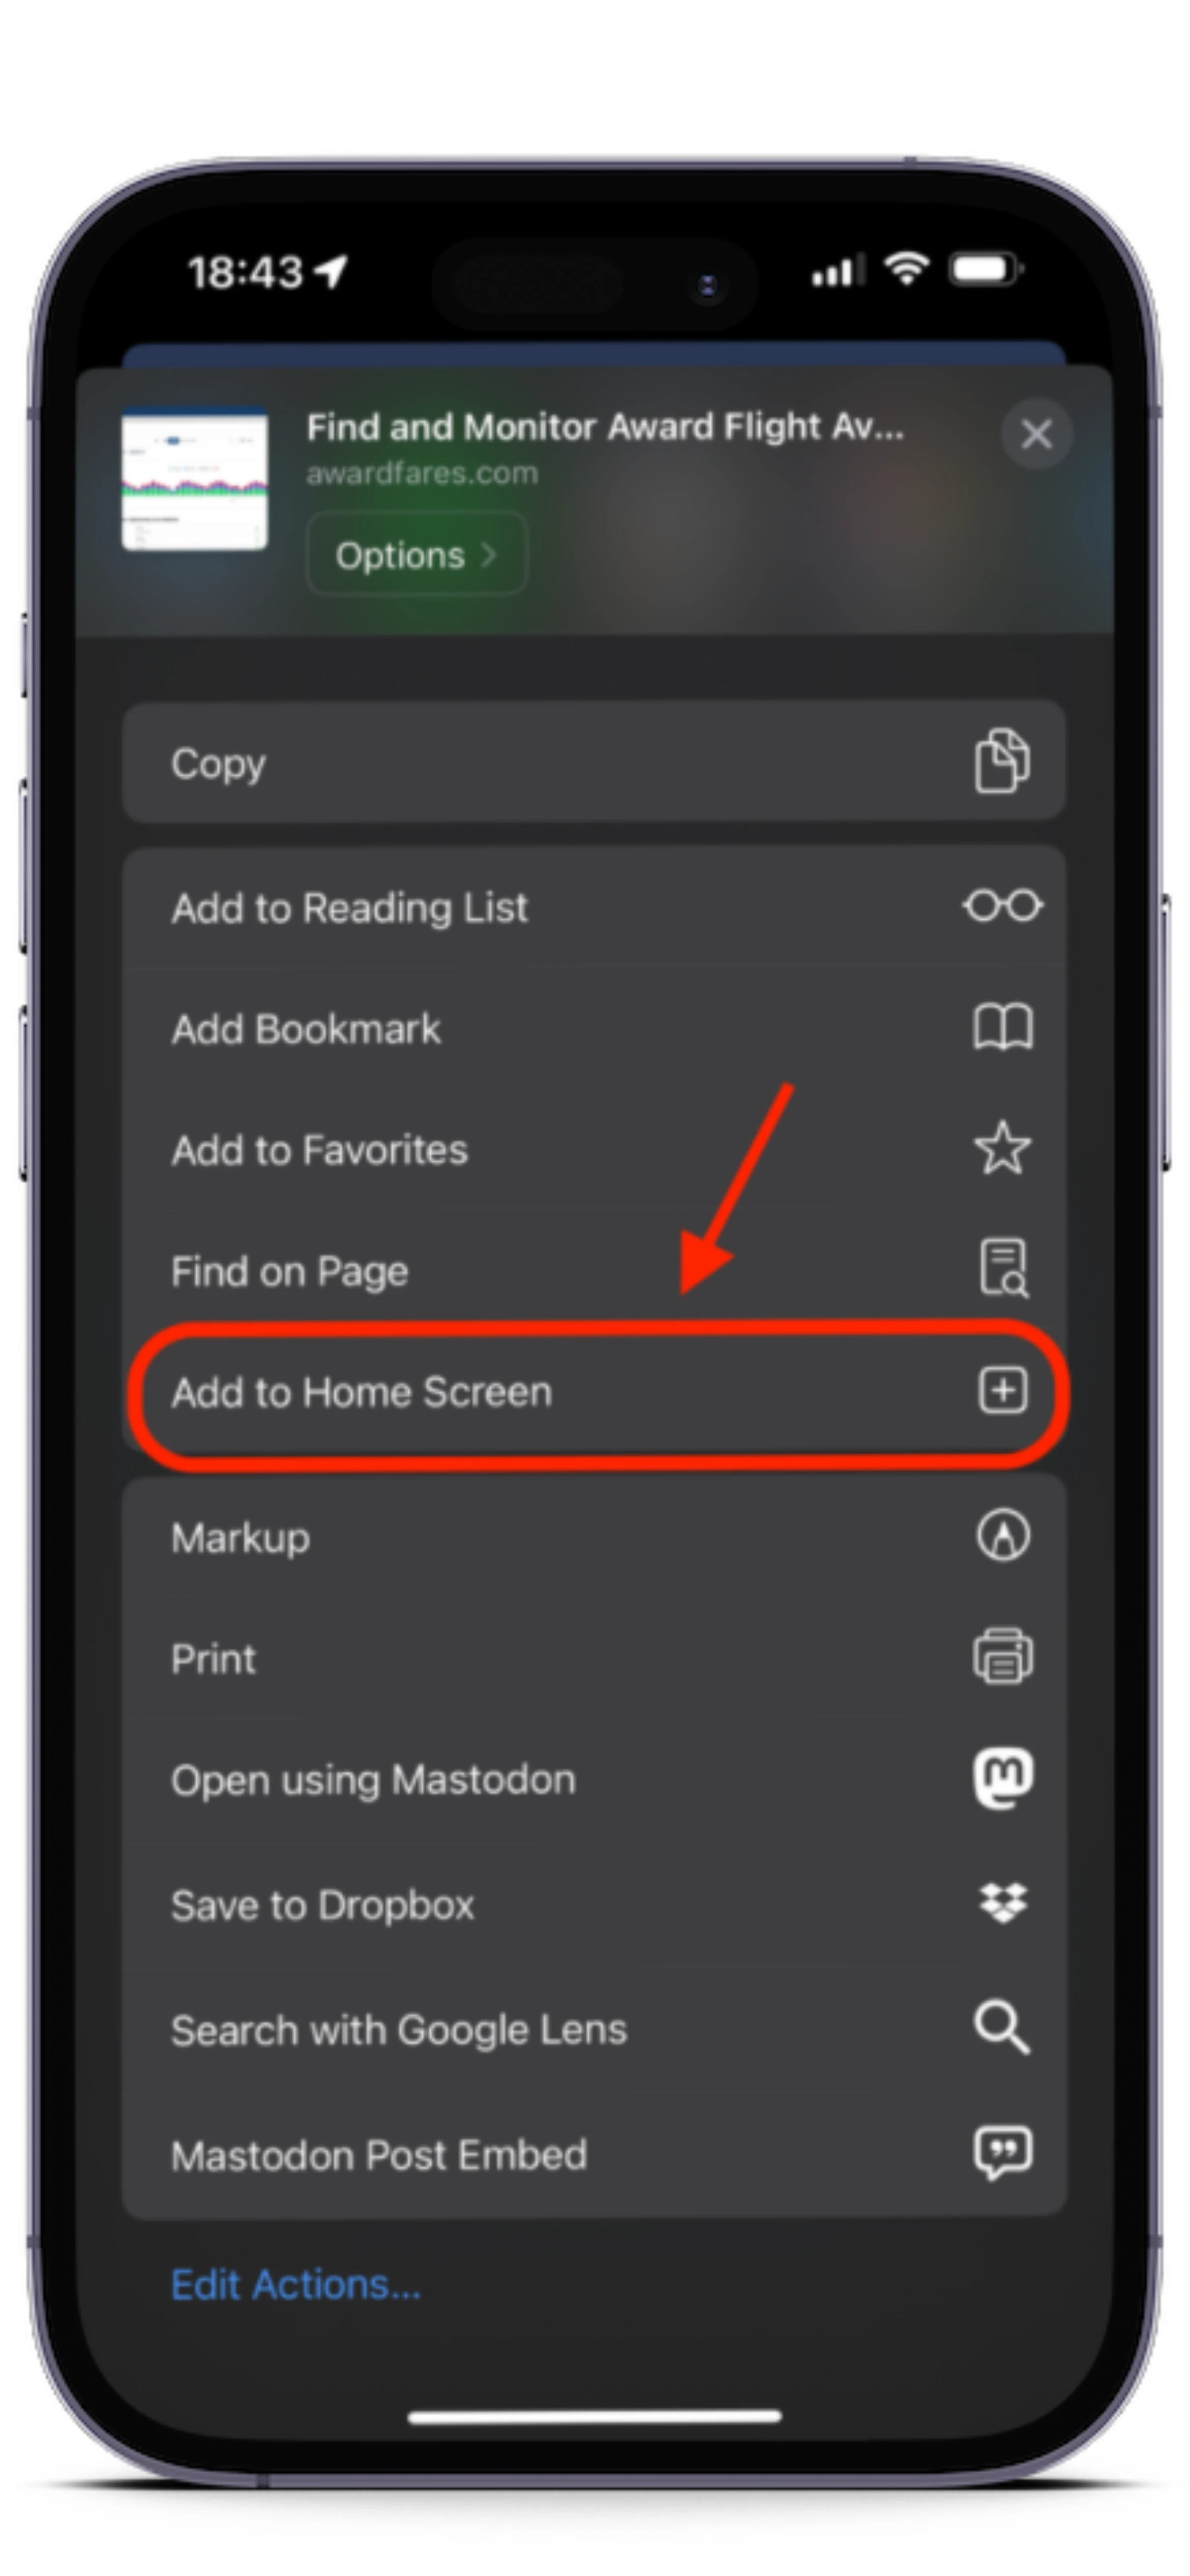 18:43
Find and Monitor Award Flight Av...
awardfares.com
Options
Copy
Add to Reading List
Add Bookmark
Add to Favorites
Find on Page
Add to Home Screen
Markup
Print
Open using Mastodon
Save to Dropbox
Search with Google Lens
Mastodon Post Embed
Edit Actions...